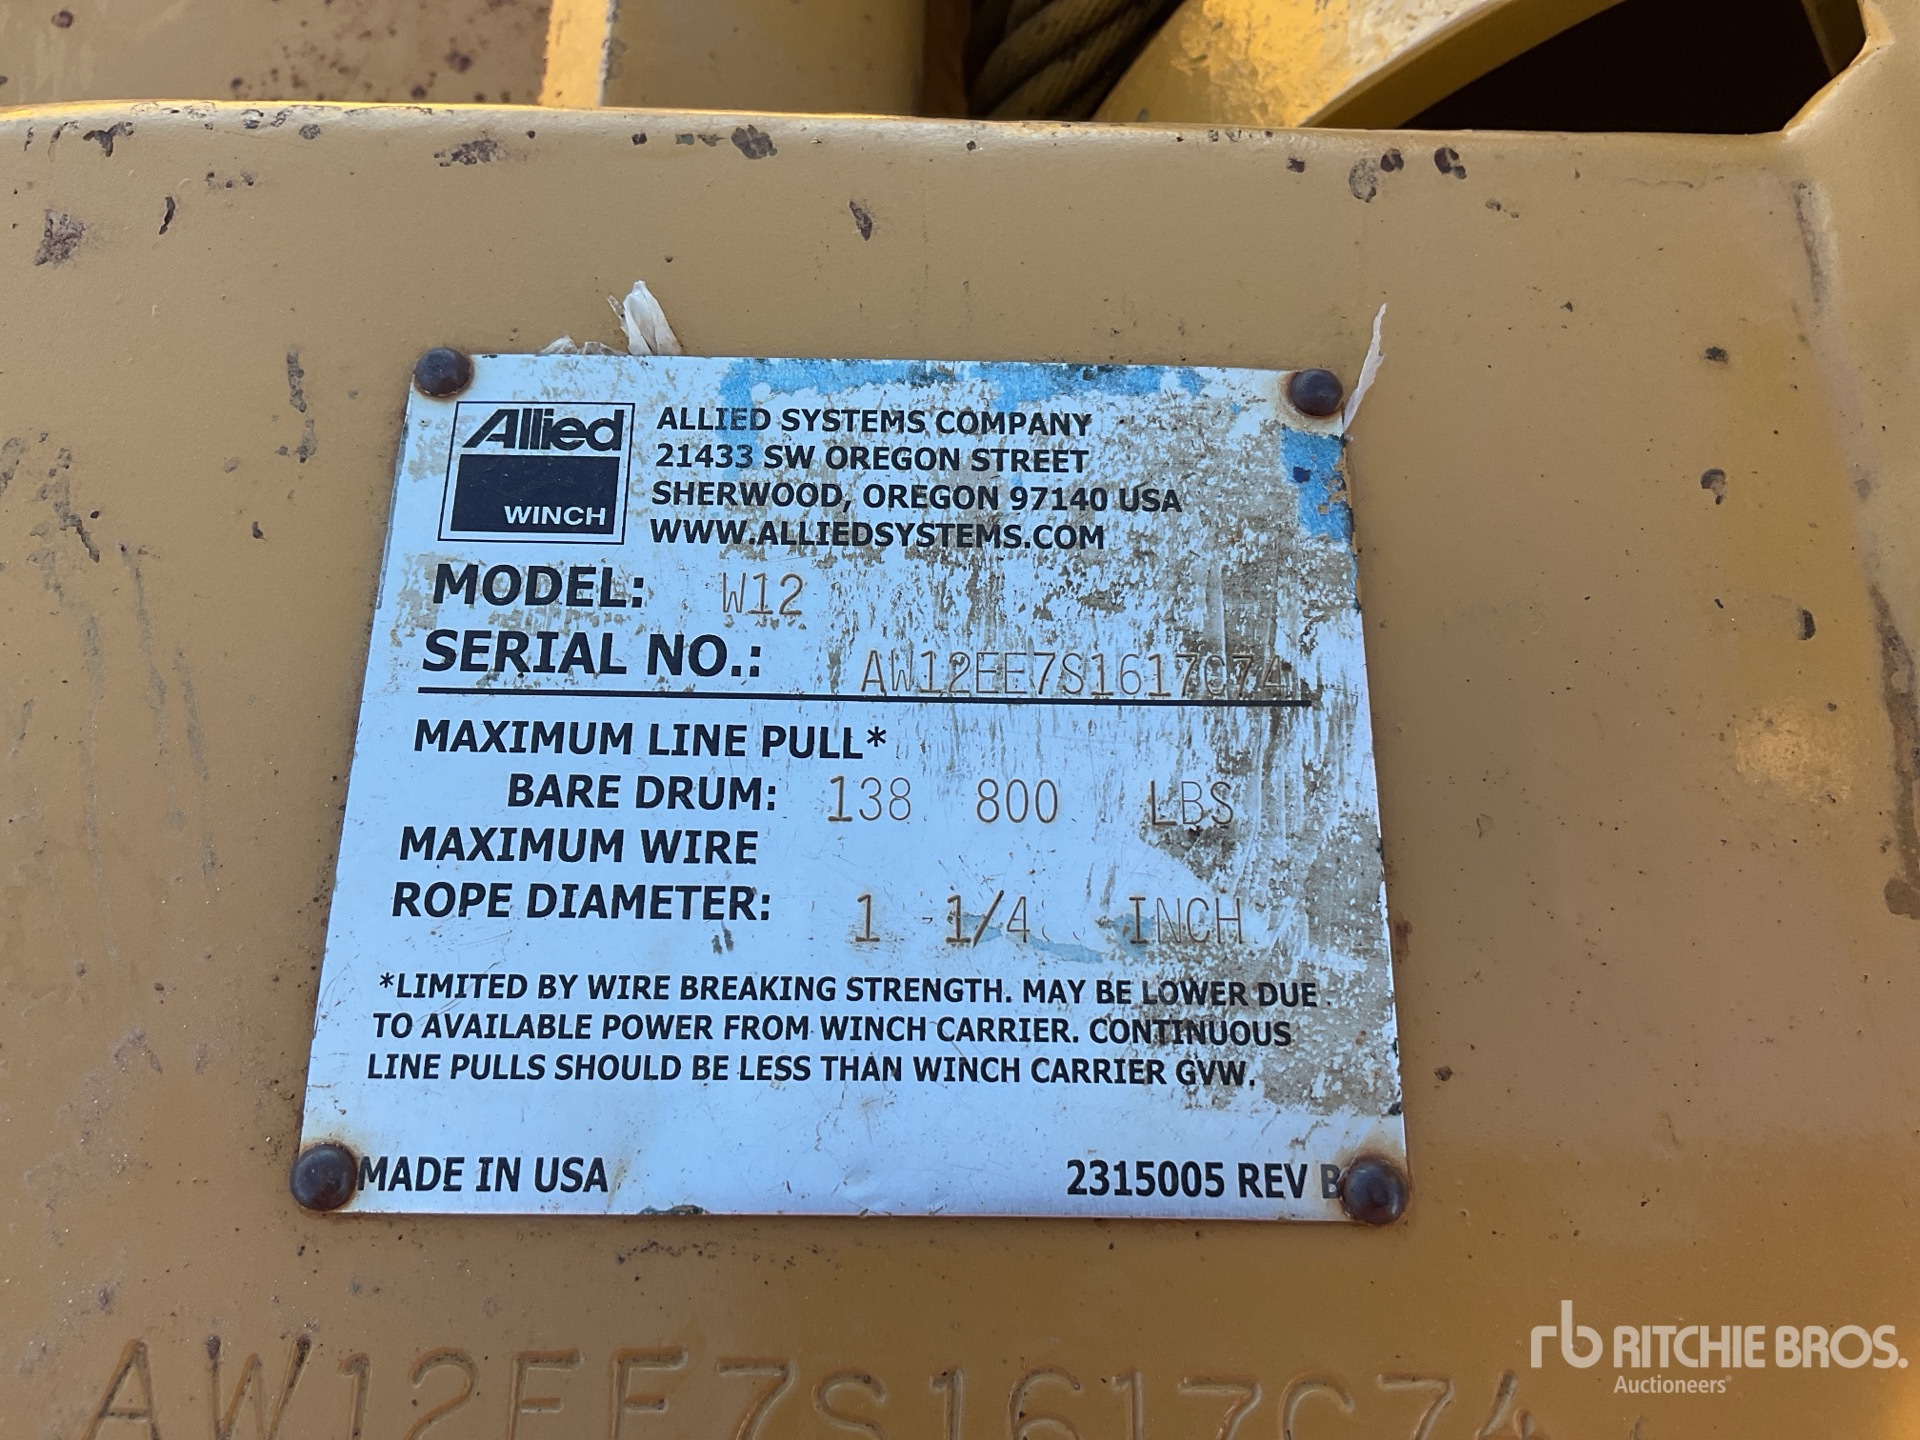 Allied
WINCH
ALLIED SYSTEMS COMPANY
21433 SW OREGON STREET
SHERWOOD, OREGON 97140 USA
WWW.ALLIEDSYSTEMS.COM
MODEL: W12
SERIAL NO.: AW12EE7S1617C74
MAXIMUM LINE PULL*
BARE DRUM: 138 800 LBS
MAXIMUM WIRE
ROPE DIAMETER: 1 - 1/4 INCH
*LIMITED BY WIRE BREAKING STRENGTH. MAY BE LOWER DUE
TO AVAILABLE POWER FROM WINCH CARRIER. CONTINUOUS
LINE PULLS SHOULD BE LESS THAN WINCH CARRIER GVW.
MADE IN USA 2315005 REV B
AW12EE7S1617C74
rb RITCHIE BROS.
Auctioneers